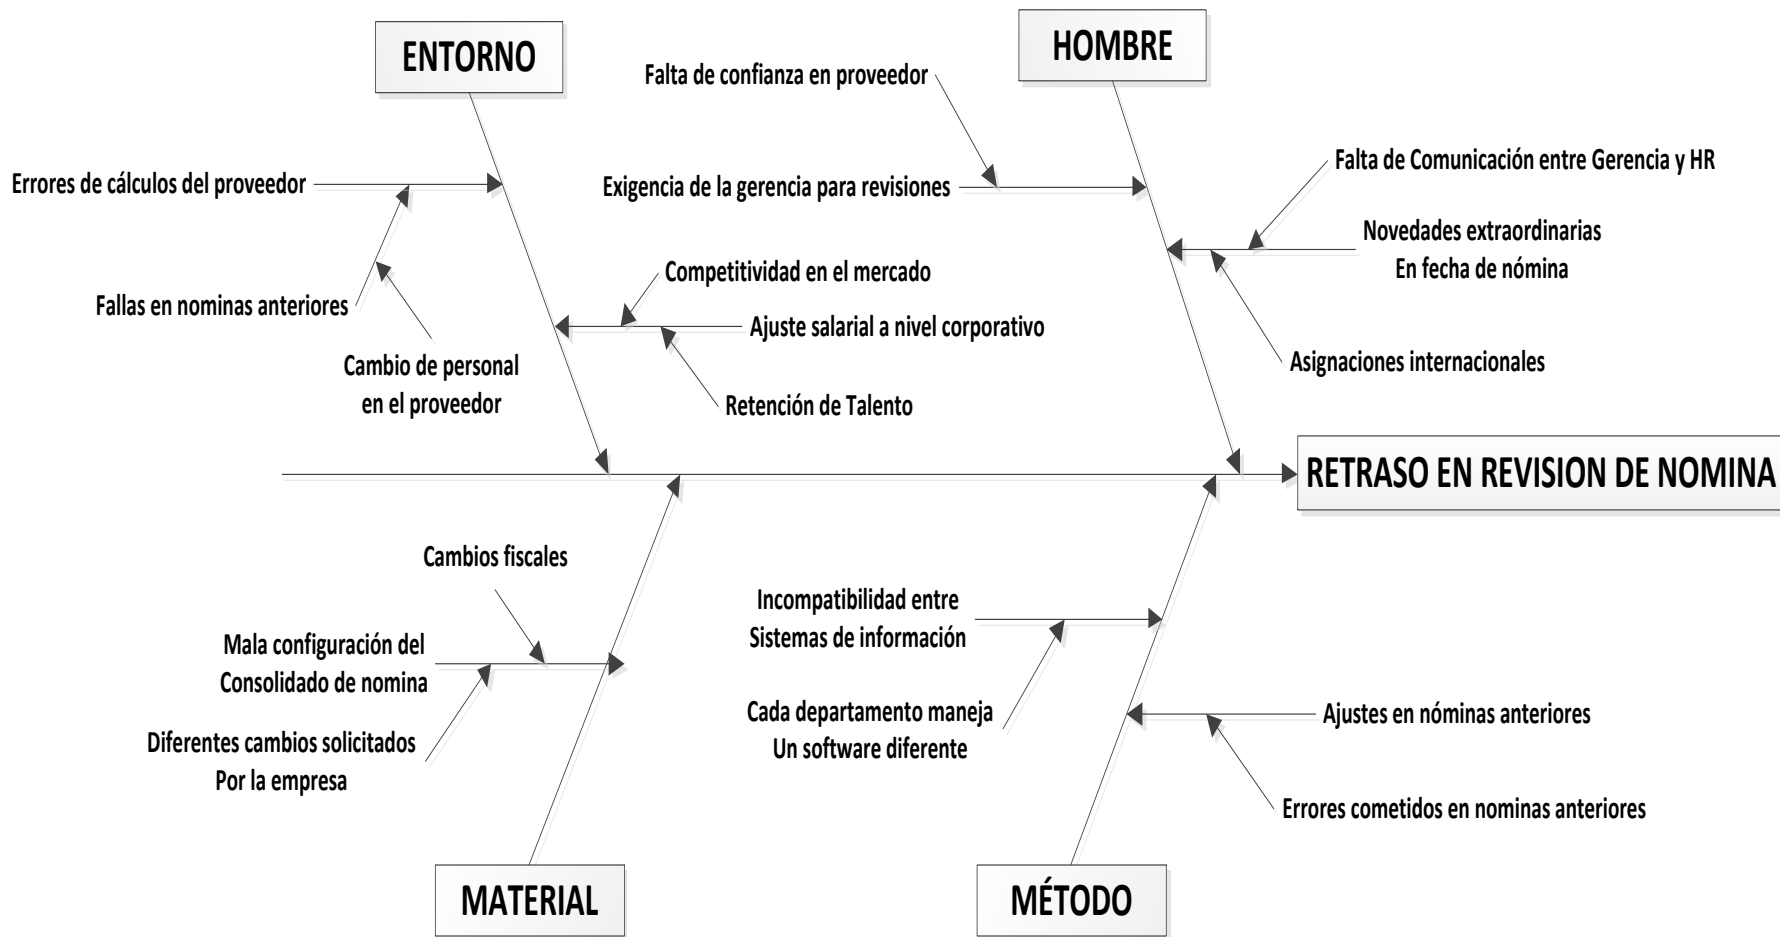 ENTORNO
HOMBRE
Falta de confianza en proveedor
Falta de Comunicación entre Gerencia y HR
Errores de cálculos del proveedor
Exigencia de la gerencia para revisiones
Novedades extraordinarias
En fecha de nómina
Competitividad en el mercado
Fallas en nominas anteriores
Ajuste salarial a nivel corporativo
Cambio de personal
en el proveedor
Asignaciones internacionales
Retención de Talento
RETRASO EN REVISION DE NOMINA
Cambios fiscales
Incompatibilidad entre
Sistemas de información
Mala configuración del
Consolidado de nomina
Cada departamento maneja
Un software diferente
Ajustes en nóminas anteriores
Diferentes cambios solicitados
Por la empresa
Errores cometidos en nominas anteriores
MATERIAL
MÉTODO